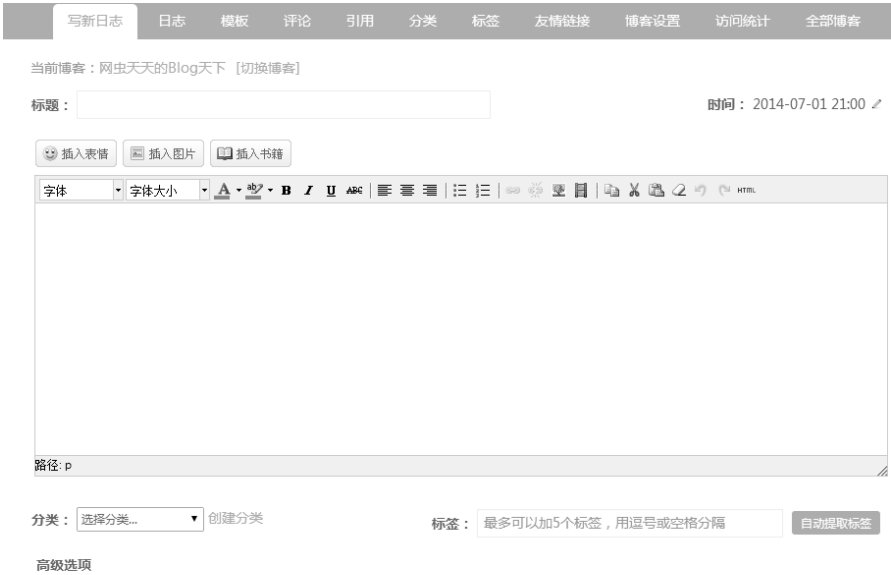 写新日志 日志 模板 评论 引用 分类 标签 友情链接 博客设置 访问统计 全部博客
当前博客：网虫天天的Blog天下 [切换博客]
标题： 时间： 2014-07-01 21:00
插入表情 插入图片 插入书籍
字体 字体大小 A ab B I U ABC HTML
路径: p
分类： 选择分类... 创建分类 标签： 最多可以加5个标签，用逗号或空格分隔 自动提取标签
高级选项